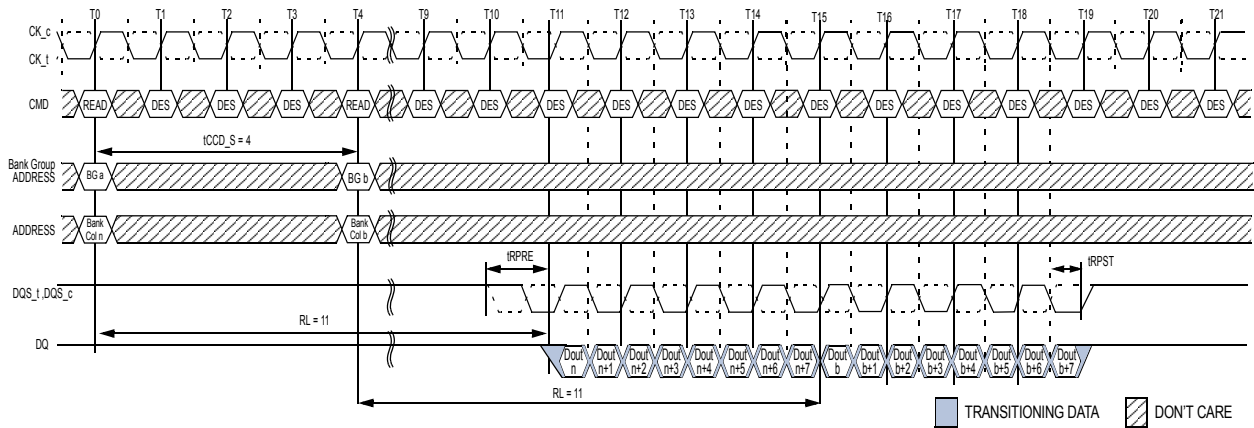 T0 T1 T2 T3 T4 T9 T10 T11 T12 T13 T14 T15 T16 T17 T18 T19 T20 T21
CK_c
CK_t
CMD READ DES DES DES READ DES DES DES DES DES DES DES DES DES DES DES DES DES
tCCD_S = 4
Bank Group
ADDRESS BG a BG b
ADDRESS Bank Col n Bank Col b
tRPRE tRPST
DQS_t ,DQS_c
RL = 11
DQ Dout n Dout n+1 Dout n+2 Dout n+3 Dout n+4 Dout n+5 Dout n+6 Dout n+7 Dout b Dout b+1 Dout b+2 Dout b+3 Dout b+4 Dout b+5 Dout b+6 Dout b+7
RL = 11
TRANSITIONING DATA DON'T CARE